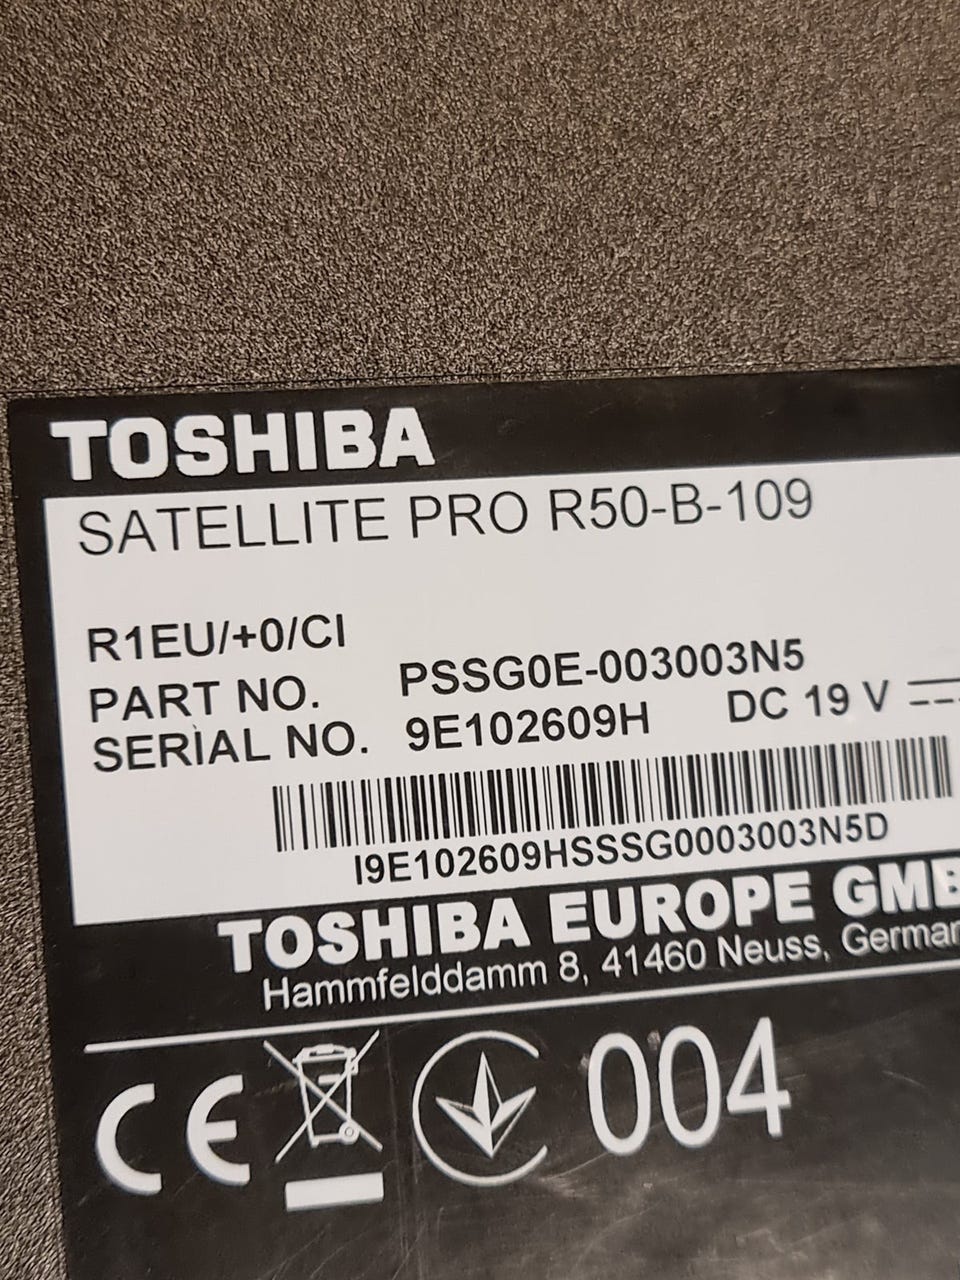 TOSHIBA
SATELLITE PRO R50-B-109
R1EU/+0/CI
PART NO. PSSG0E-003003N5
SERIAL NO. 9E102609H DC 19 V
I9E102609HSSSG0003003N5D
TOSHIBA EUROPE GMB
Hammfelddamm 8, 41460 Neuss, German
CE 004